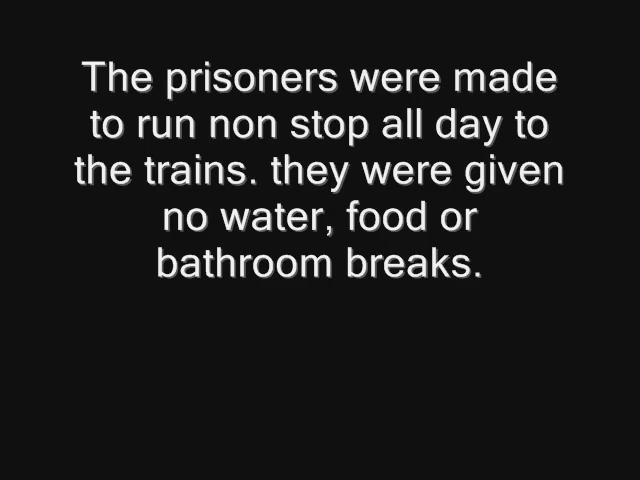 The prisoners were made
to run non stop all day to
the trains. they were given
no water, food or
bathroom breaks.